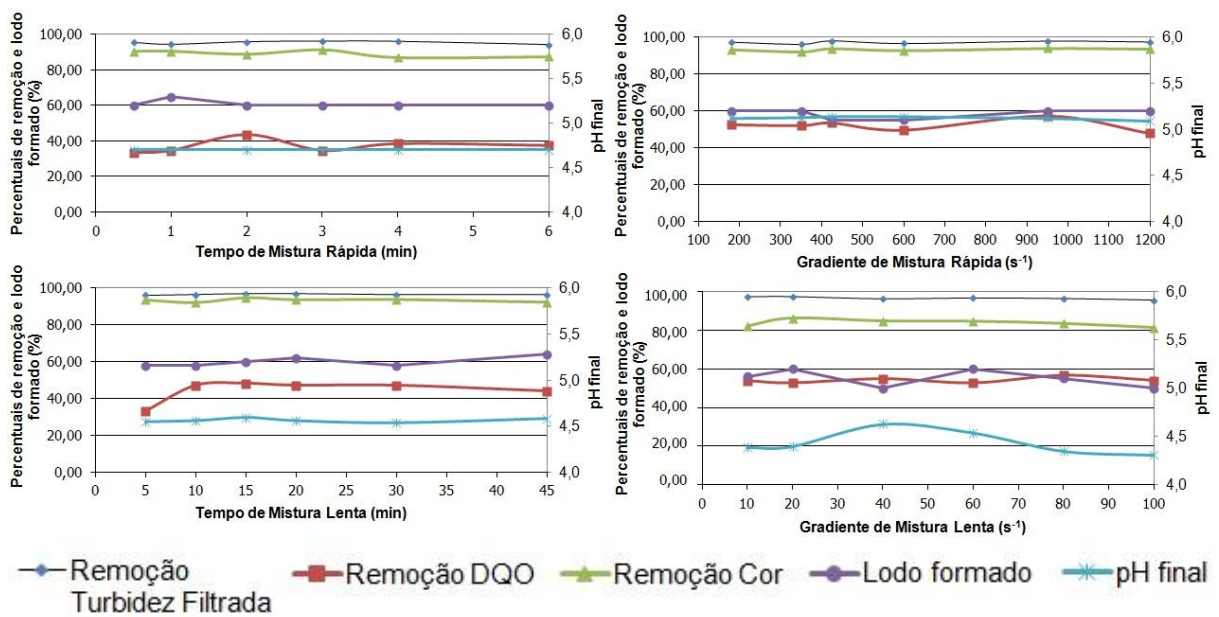 Percentuais de remoção e lodo
formado (%)
100,00
80,00
60,00
40,00
20,00
0,00
6,0
5,5
5,0
4,5
4,0
pH final
0 1 2 3 4 5 6
Tempo de Mistura Rápida (min)
Percentuais de remoção e lodo
formado (%)
100,00
80,00
60,00
40,00
20,00
0,00
6,0
5,5
5,0
4,5
4,0
pH final
100 200 300 400 500 600 700 800 900 1000 1100 1200
Gradiente de Mistura Rápida (s-1)
Percentuais de remoção e lodo
formado (%)
100,00
80,00
60,00
40,00
20,00
0,00
6,0
5,5
5,0
4,5
4,0
pH final
0 5 10 15 20 25 30 35 40 45
Tempo de Mistura Lenta (min)
Percentuais de remoção e lodo
formado (%)
100,00
80,00
60,00
40,00
20,00
00,00
6,0
5,5
5,0
4,5
4,0
pH final
0 10 20 30 40 50 60 70 80 90 100
Gradiente de Mistura Lenta (s-1)
Remoção
Turbidez Filtrada
Remoção DQO
Remoção Cor
Lodo formado
pH final